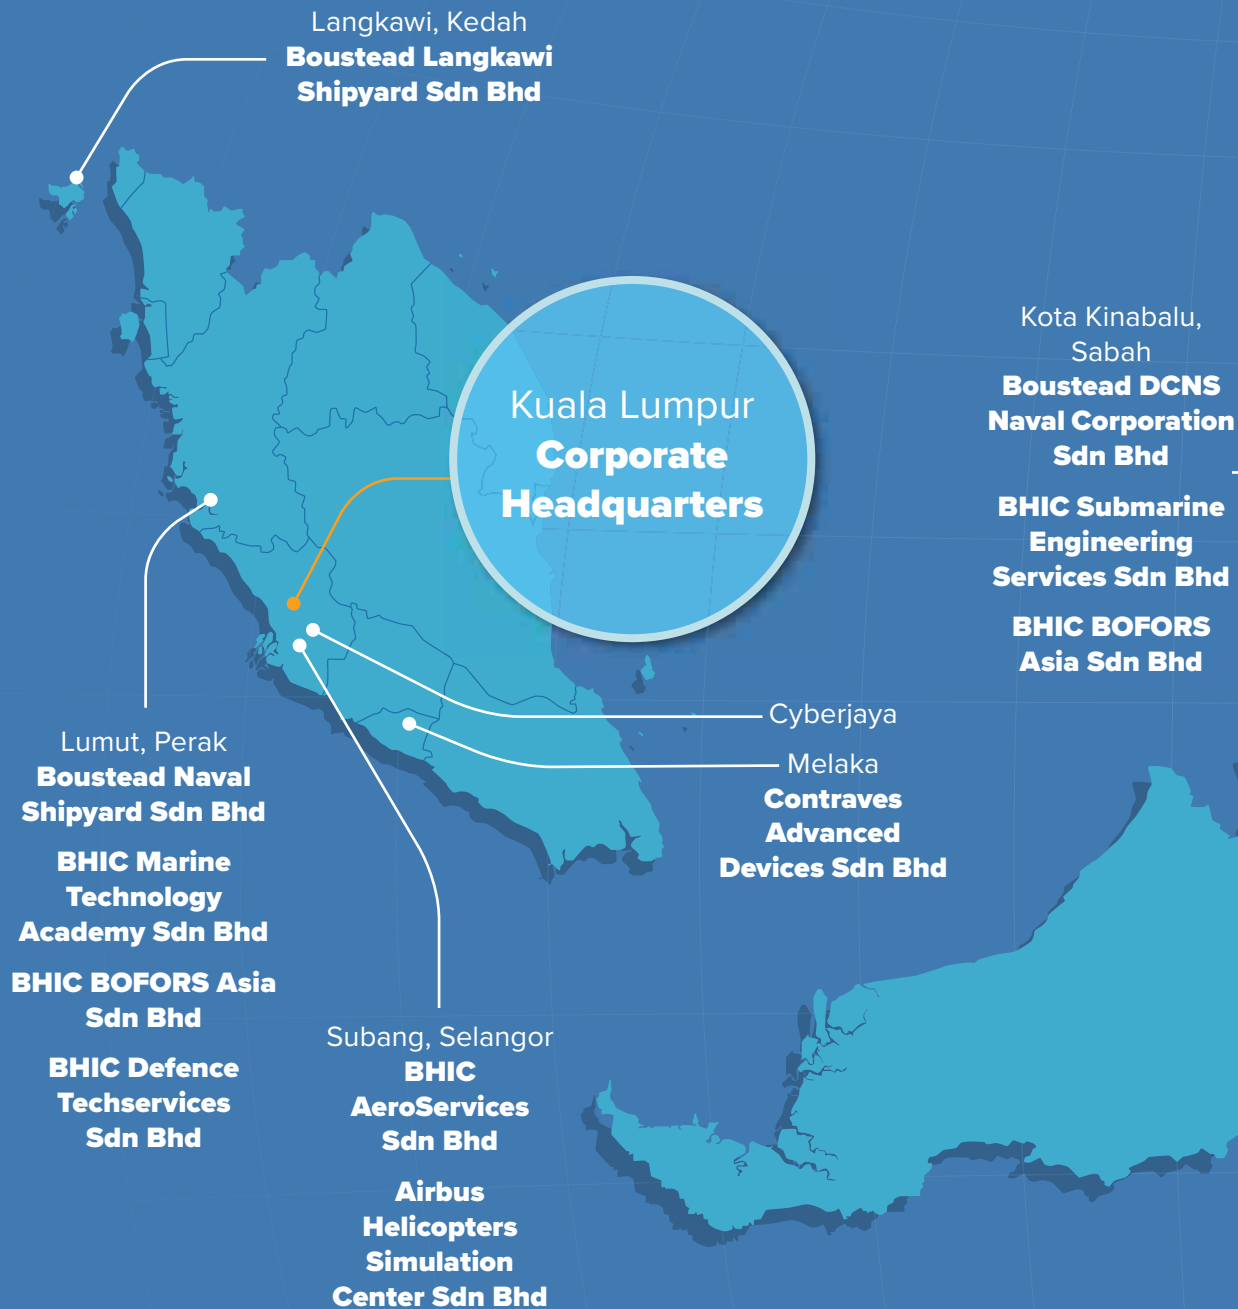 Langkawi, Kedah
Boustead Langkawi
Shipyard Sdn Bhd
Kuala Lumpur
Corporate
Headquarters
Kota Kinabalu,
Sabah
Boustead DCNS
Naval Corporation
Sdn Bhd
BHIC Submarine
Engineering
Services Sdn Bhd
BHIC BOFORS
Asia Sdn Bhd
Lumut, Perak
Boustead Naval
Shipyard Sdn Bhd
BHIC Marine
Technology
Academy Sdn Bhd
BHIC BOFORS Asia
Sdn Bhd
BHIC Defence
Techservices
Sdn Bhd
Cyberjaya
Melaka
Contraves
Advanced
Devices Sdn Bhd
Subang, Selangor
BHIC
AeroServices
Sdn Bhd
Airbus
Helicopters
Simulation
Center Sdn Bhd